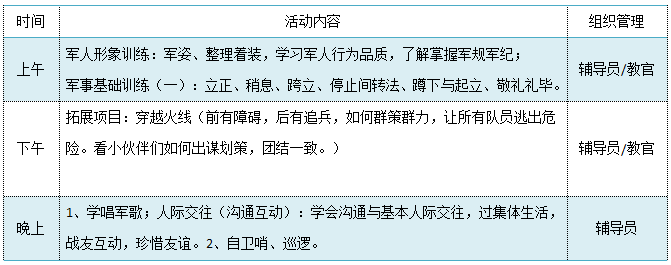 时间 活动内容 组织管理
上午
军人形象训练：军姿、整理着装，学习军人行为品质，了解掌握军规军纪；
军事基础训练（一）：立正、稍息、跨立、停止间转法、蹲下与起立、敬礼礼毕。
辅导员/教官
下午
拓展项目：穿越火线（前有障碍，后有追兵，如何群策群力，让所有队员逃出危
险。看小伙伴们如何出谋划策，团结一致。）
辅导员/教官
晚上
1、学唱军歌；人际交往（沟通互动）：学会沟通与基本人际交往，过集体生活，
战友互动，珍惜友谊。2、自卫哨、巡逻。
辅导员